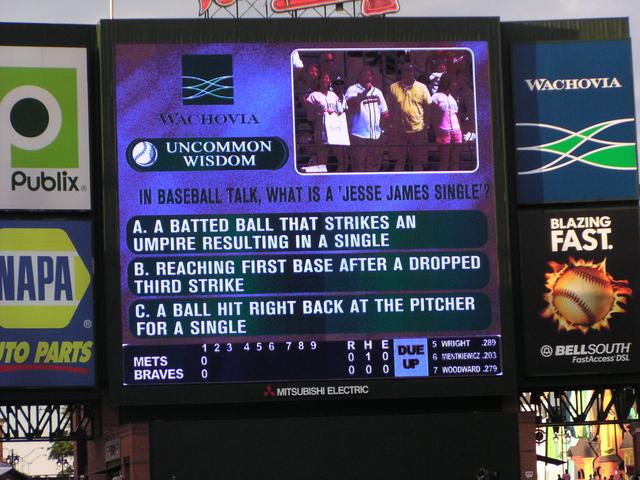 Publix
NAPA
AUTO PARTS
WACHOVIA
UNCOMMON
WISDOM
IN BASEBALL TALK, WHAT IS A 'JESSE JAMES SINGLE'?
A. A BATTED BALL THAT STRIKES AN
UMPIRE RESULTING IN A SINGLE
B. REACHING FIRST BASE AFTER A DROPPED
THIRD STRIKE
C. A BALL HIT RIGHT BACK AT THE PITCHER
FOR A SINGLE
1 2 3 4 5 6 7 8 9 R H E
METS 0 0 1 0
BRAVES 0 0 0 0
DUE
UP
5 WRIGHT .289
6 MIENTKIEWICZ .203
7 WOODWARD .279
MITSUBISHI ELECTRIC
WACHOVIA
BLAZING
FAST.
BELLSOUTH
FastAccess DSL